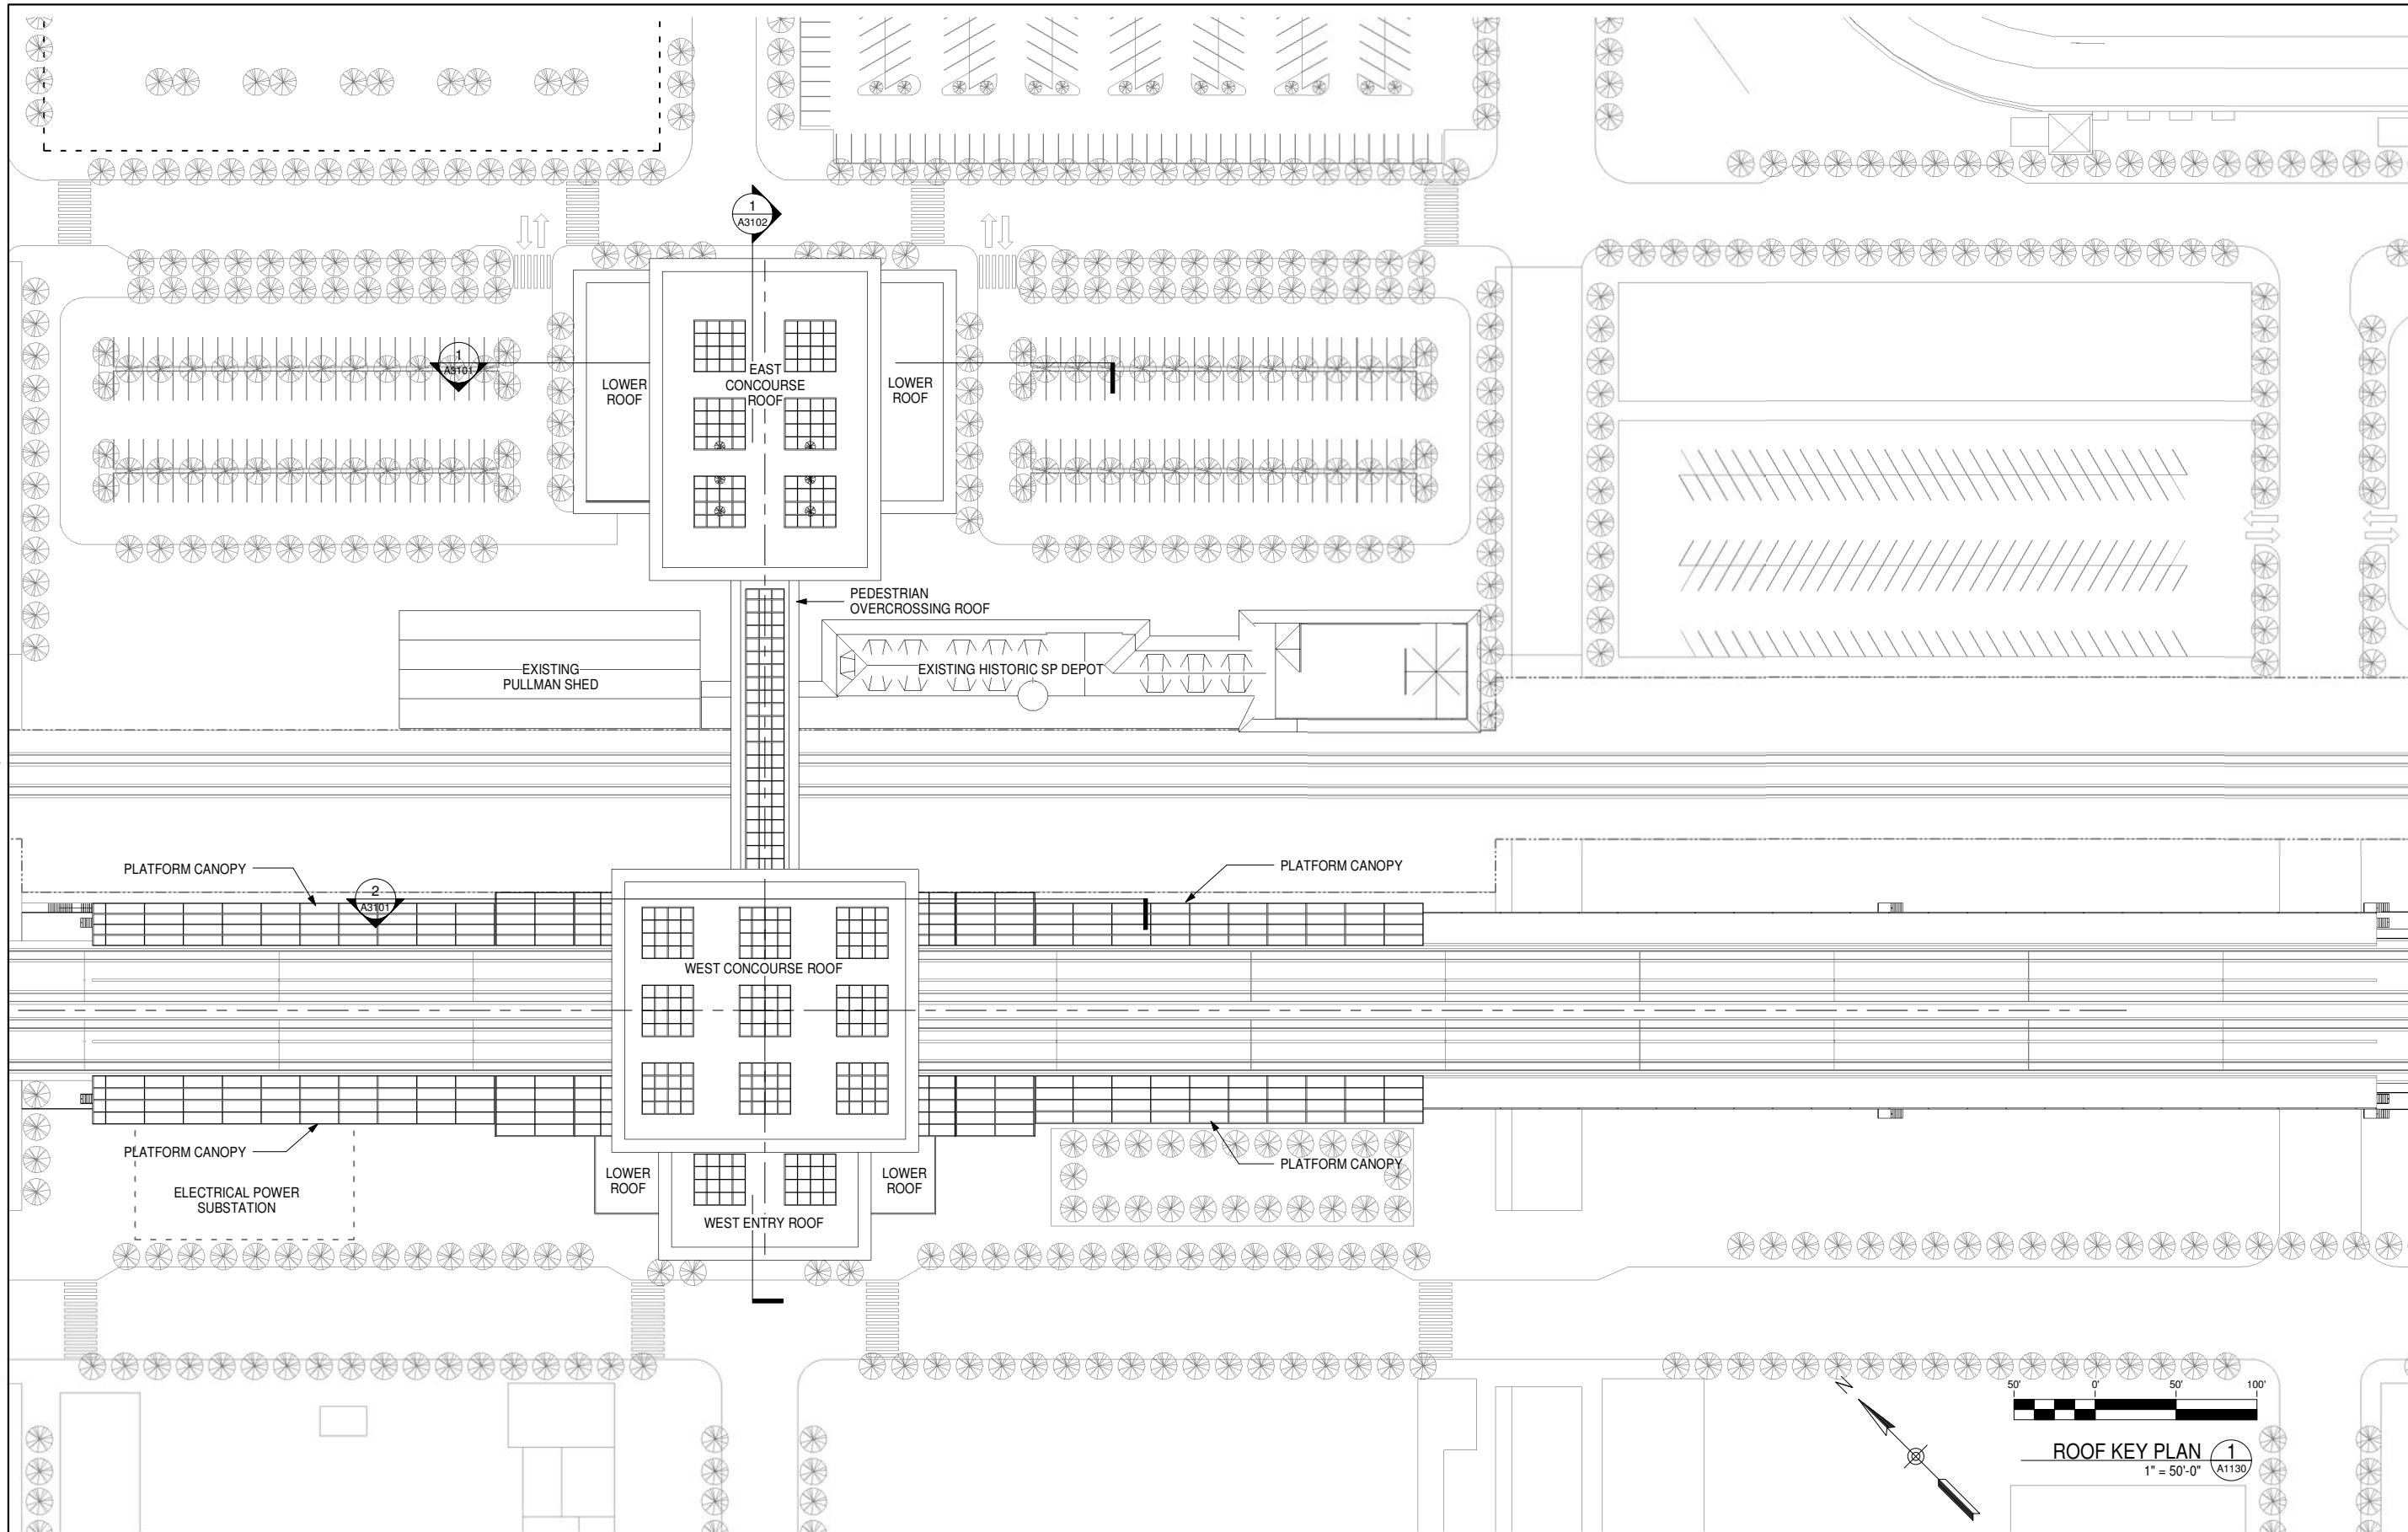 1
A3102
1
A3101
EAST
CONCOURSE
ROOF
LOWER
ROOF
LOWER
ROOF
PEDESTRIAN
OVERCROSSING ROOF
EXISTING
PULLMAN SHED
EXISTING HISTORIC SP DEPOT
PLATFORM CANOPY
PLATFORM CANOPY
2
A3101
WEST CONCOURSE ROOF
PLATFORM CANOPY
PLATFORM CANOPY
LOWER
ROOF
LOWER
ROOF
ELECTRICAL POWER
SUBSTATION
WEST ENTRY ROOF
N
50' 0' 50' 100'
ROOF KEY PLAN
1" = 50'-0"
1
A1130